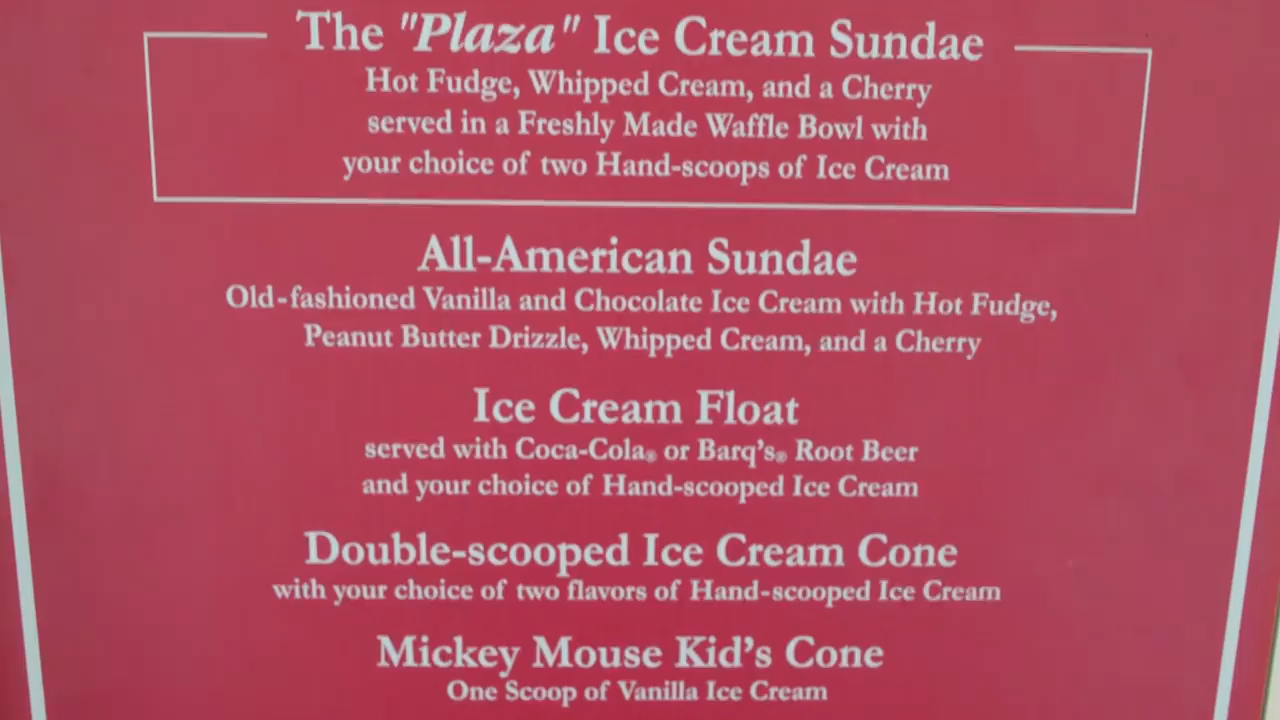 The "Plaza" Ice Cream Sundae
Hot Fudge, Whipped Cream, and a Cherry
served in a Freshly Made Waffle Bowl with
your choice of two Hand-scoops of Ice Cream
All-American Sundae
Old-fashioned Vanilla and Chocolate Ice Cream with Hot Fudge,
Peanut Butter Drizzle, Whipped Cream, and a Cherry
Ice Cream Float
served with Coca-Cola® or Barq's® Root Beer
and your choice of Hand-scooped Ice Cream
Double-scooped Ice Cream Cone
with your choice of two flavors of Hand-scooped Ice Cream
Mickey Mouse Kid's Cone
One Scoop of Vanilla Ice Cream